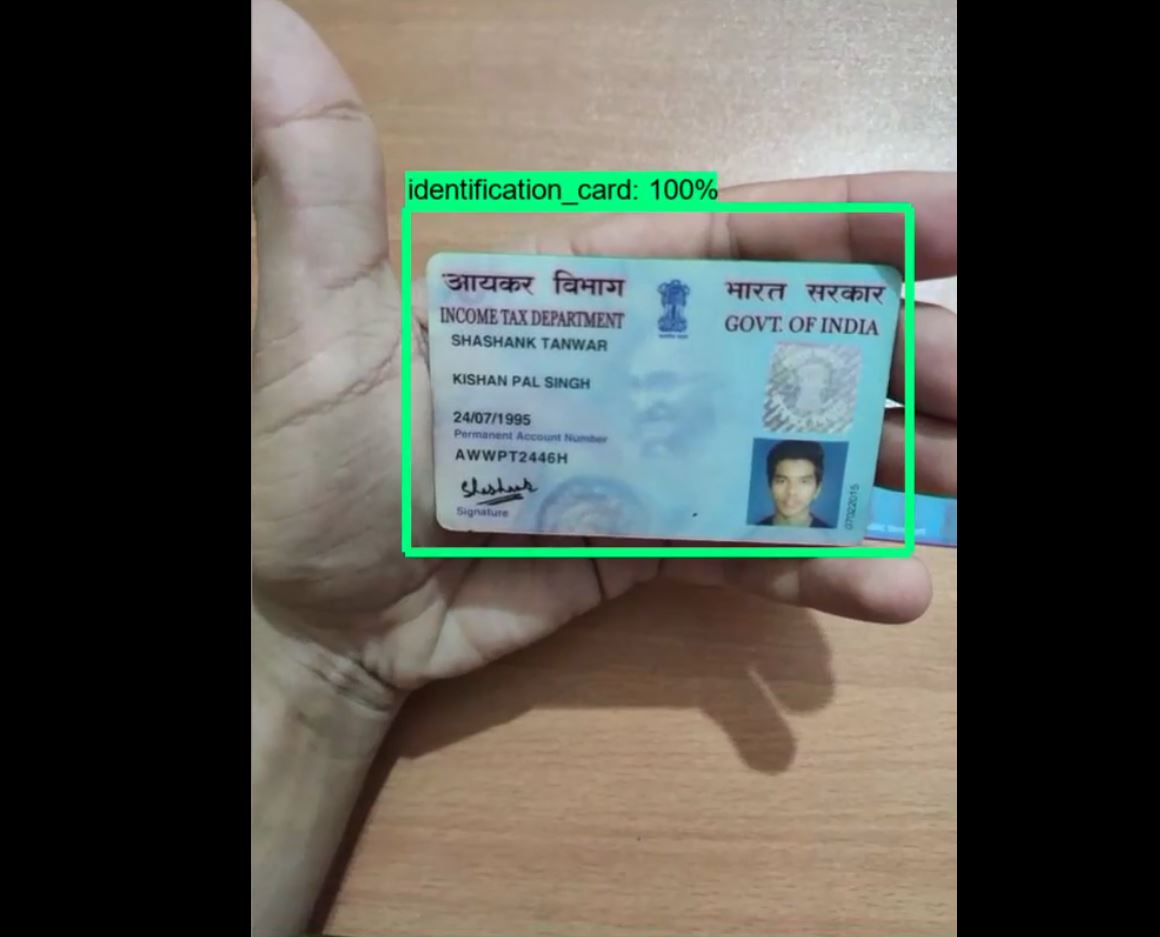 identification_card: 100%
आयकर विभाग
भारत सरकार
INCOME TAX DEPARTMENT
GOVT. OF INDIA
SHASHANK TANWAR
KISHAN PAL SINGH
24/07/1995
Permanent Account Number
AWWPT2446H
Signature
07022015